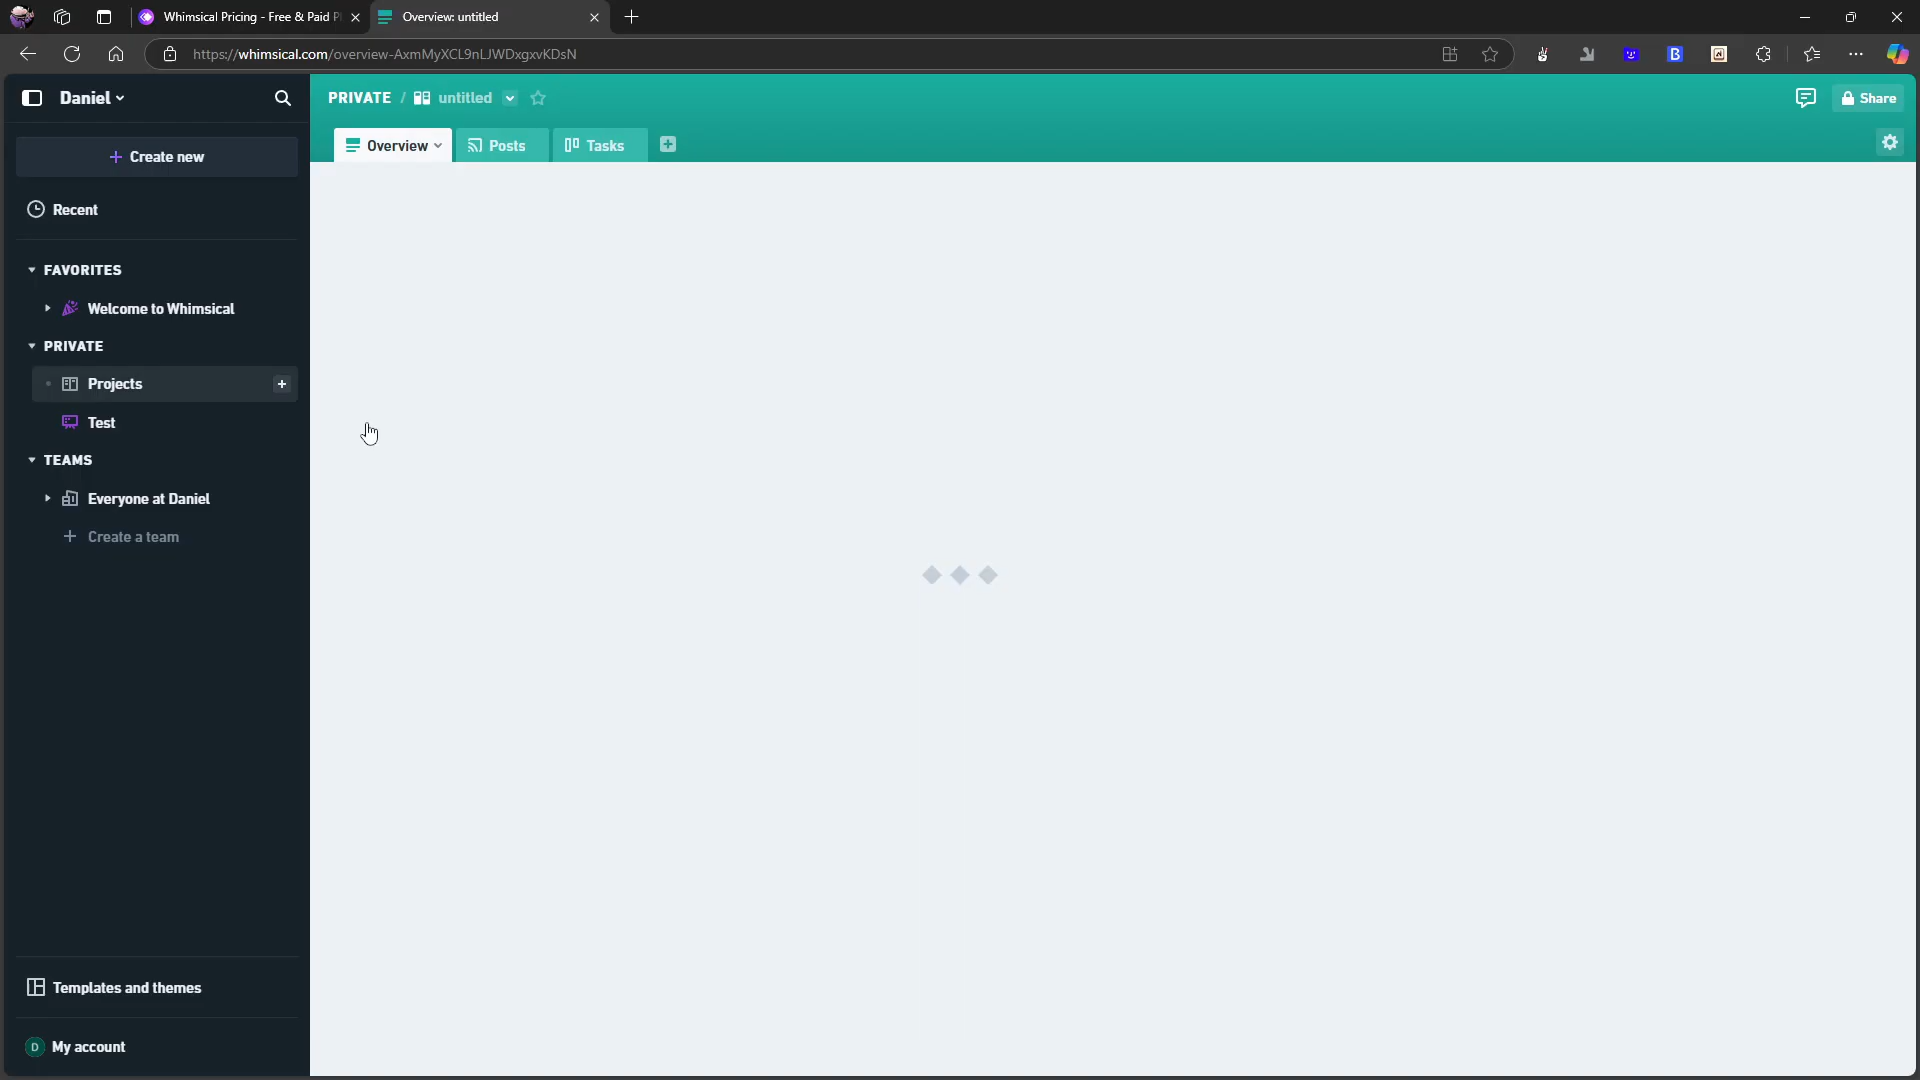 Whimsical Pricing - Free & Paid P
Overview: untitled
https://whimsical.com/overview-AxmMyXCL9nLJWDxgxvKDsN
Daniel
PRIVATE / untitled
Share
Overview
Posts
Tasks
+ Create new
Recent
FAVORITES
Welcome to Whimsical
PRIVATE
Projects
Test
TEAMS
Everyone at Daniel
+ Create a team
Templates and themes
D My account